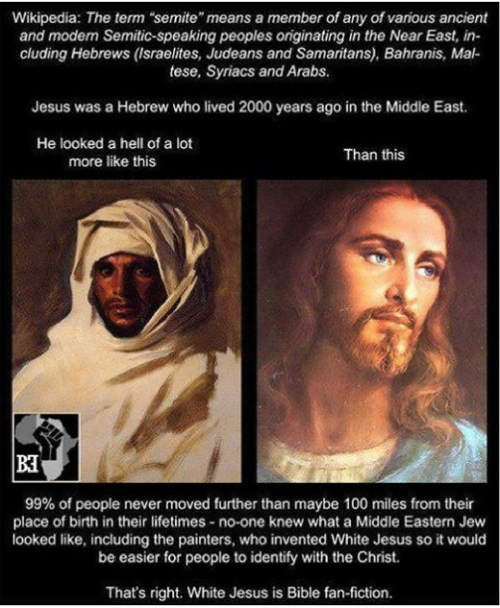 Wikipedia: The term "semite" means a member of any of various ancient
and modern Semitic-speaking peoples originating in the Near East, in-
cluding Hebrews (Israelites, Judeans and Samaritans), Bahranis, Mal-
tese, Syriacs and Arabs.
Jesus was a Hebrew who lived 2000 years ago in the Middle East.
He looked a hell of a lot
more like this
Than this
99% of people never moved further than maybe 100 miles from their
place of birth in their lifetimes - no-one knew what a Middle Eastern Jew
looked like, including the painters, who invented White Jesus so it would
be easier for people to identify with the Christ.
That's right. White Jesus is Bible fan-fiction.